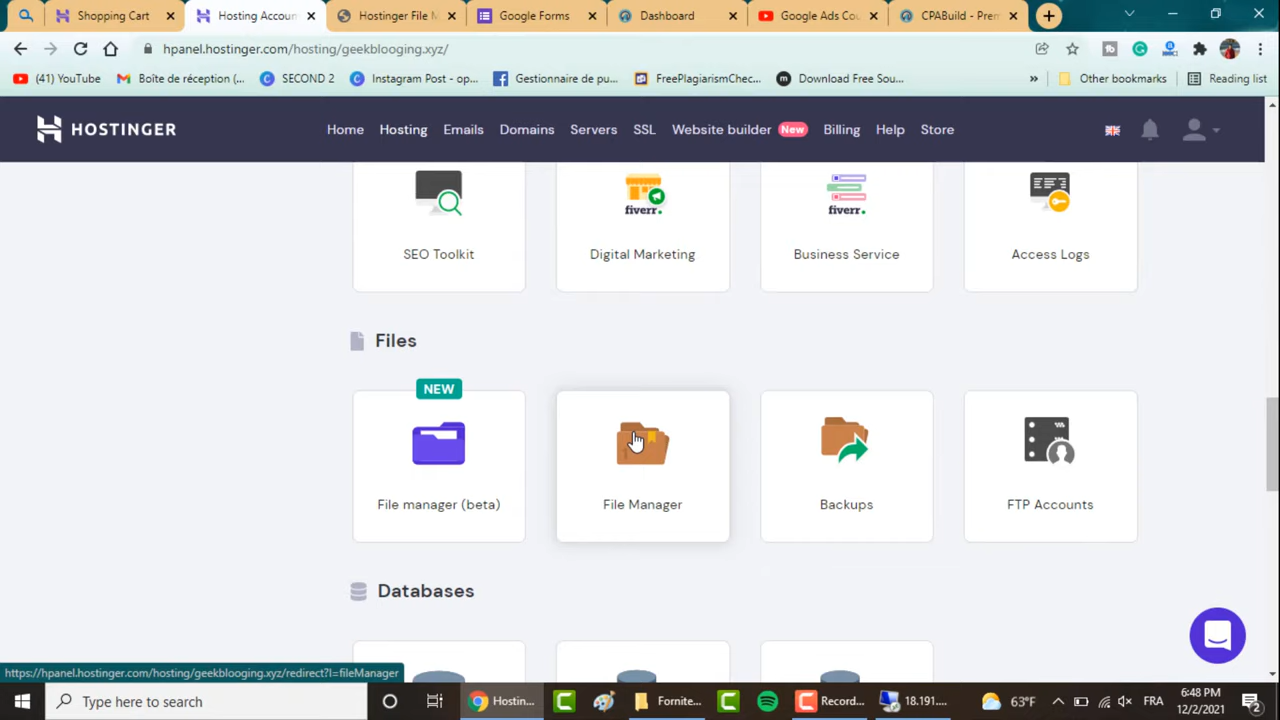 Shopping Cart
Hosting Accoun
Hostinger File M
Google Forms
Dashboard
Google Ads Cou
CPABuild - Prem
hpanel.hostinger.com/hosting/geekblooging.xyz/
(41) YouTube
Boîte de réception (...
SECOND 2
Instagram Post - op...
Gestionnaire de pu...
FreePlagiarismChec...
Download Free Sou...
»
Other bookmarks
Reading list
HOSTINGER
Home
Hosting
Emails
Domains
Servers
SSL
Website builder New
Billing
Help
Store
fiverr.
fiverr.
SEO Toolkit
Digital Marketing
Business Service
Access Logs
Files
NEW
File manager (beta)
File Manager
Backups
FTP Accounts
Databases
https://hpanel.hostinger.com/hosting/geekblooging.xyz/redirect?l=fileManager
Type here to search
Hostin...
Fornite...
Record...
18.191....
63°F
FRA
6:48 PM
12/2/2021
2